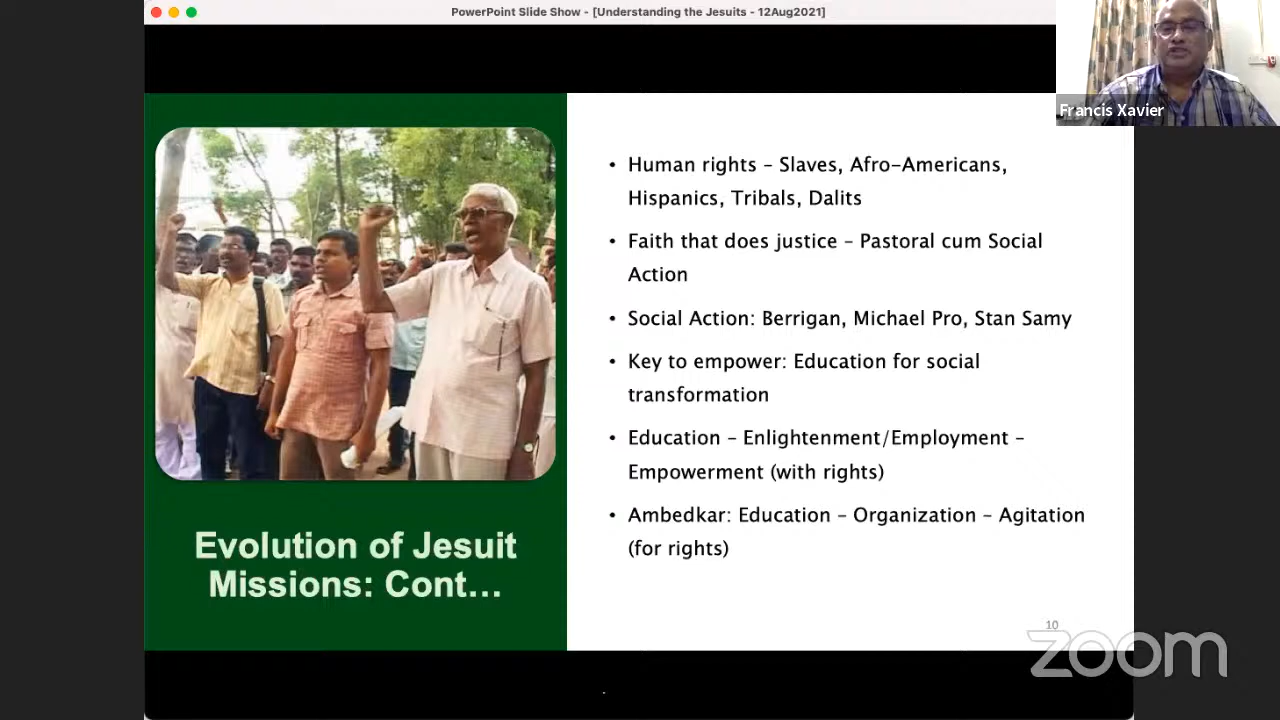 PowerPoint Slide Show - [Understanding the Jesuits - 12Aug2021]
Francis Xavier
• Human rights – Slaves, Afro-Americans,
Hispanics, Tribals, Dalits
• Faith that does justice – Pastoral cum Social
Action
• Social Action: Berrigan, Michael Pro, Stan Samy
• Key to empower: Education for social
transformation
• Education – Enlightenment/Employment –
Empowerment (with rights)
• Ambedkar: Education – Organization – Agitation
(for rights)
Evolution of Jesuit
Missions: Cont...
10
zoom